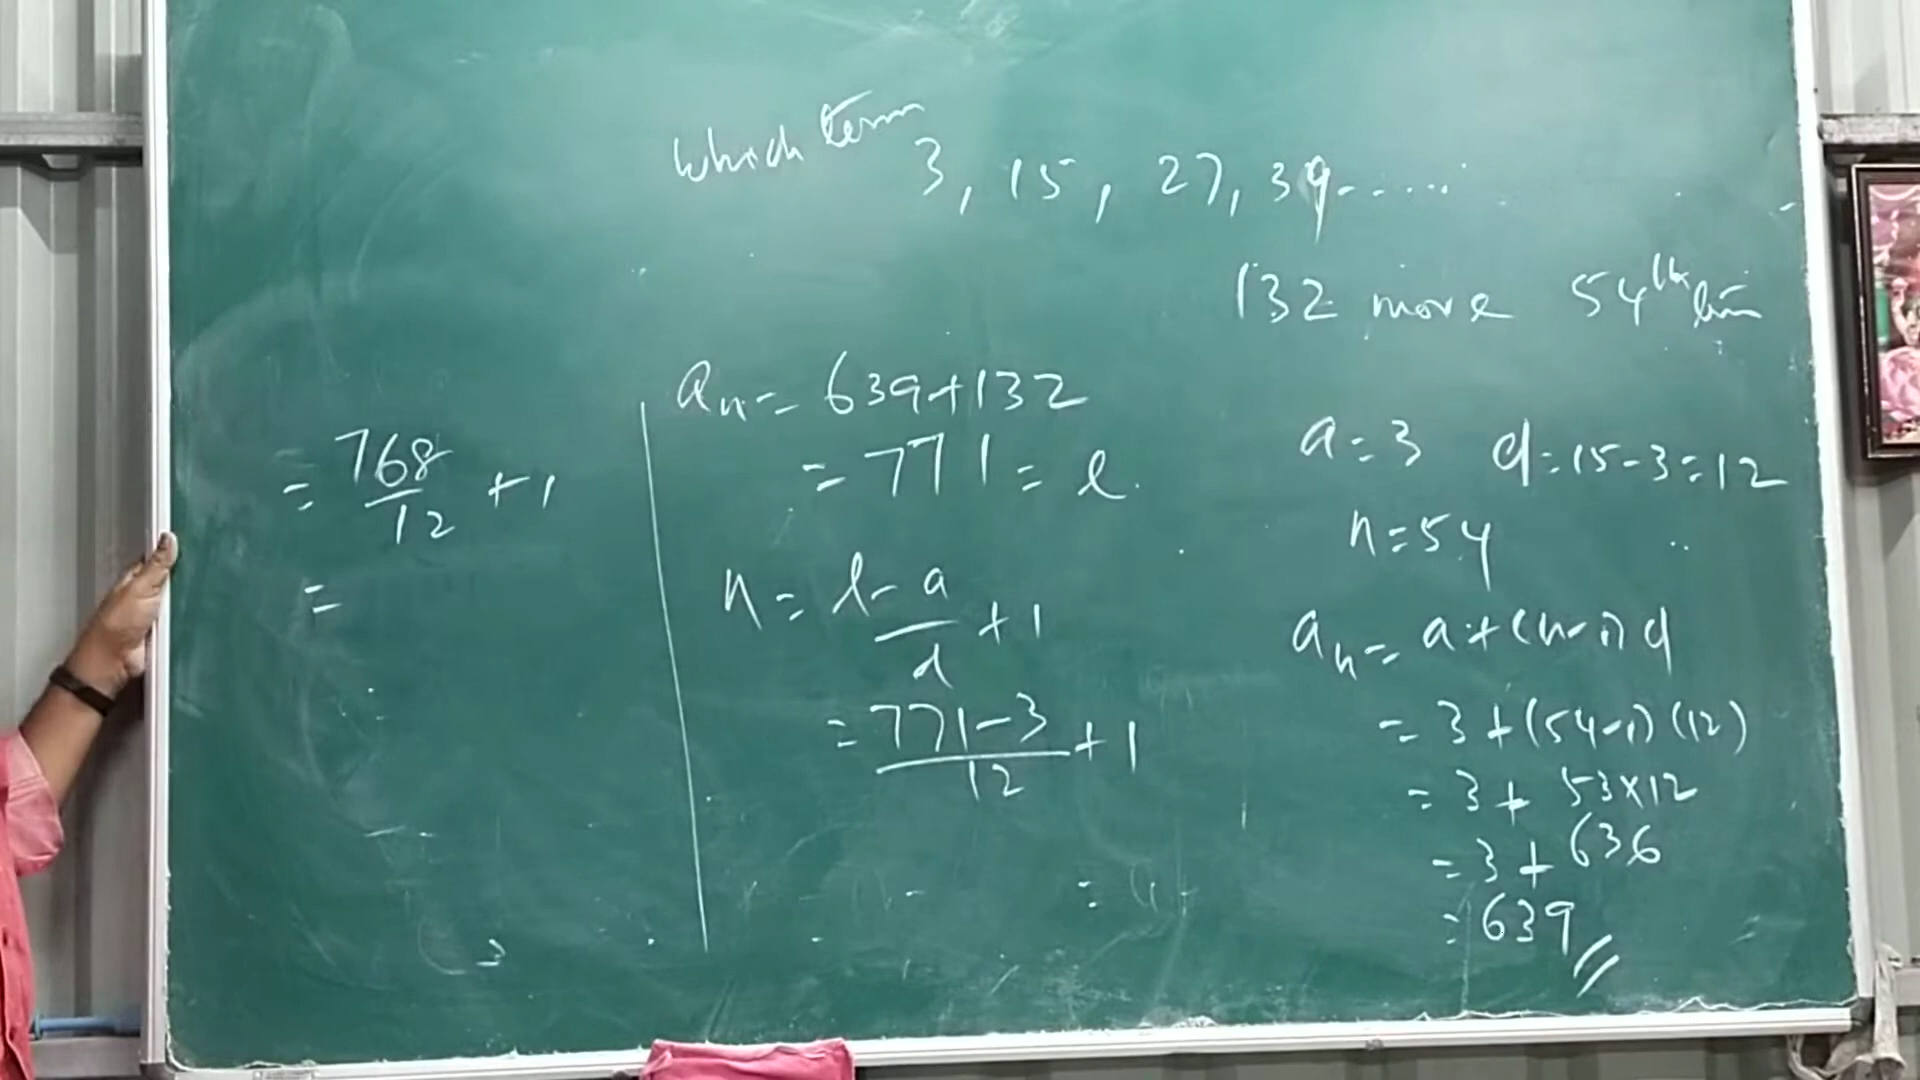 which term 3, 15, 27, 39......
132 more 54th
a = 3 d = 15 - 3 = 12
n = 54
aₙ = a + (n-1) d
= 3 + (54-1) (12)
= 3 + 53×12
= 3 + 636
= 639
aₙ = 639+132
= 771 = l.
n = l - a / d + 1
= 771-3 / 12 + 1
= 768 / 12 + 1
=